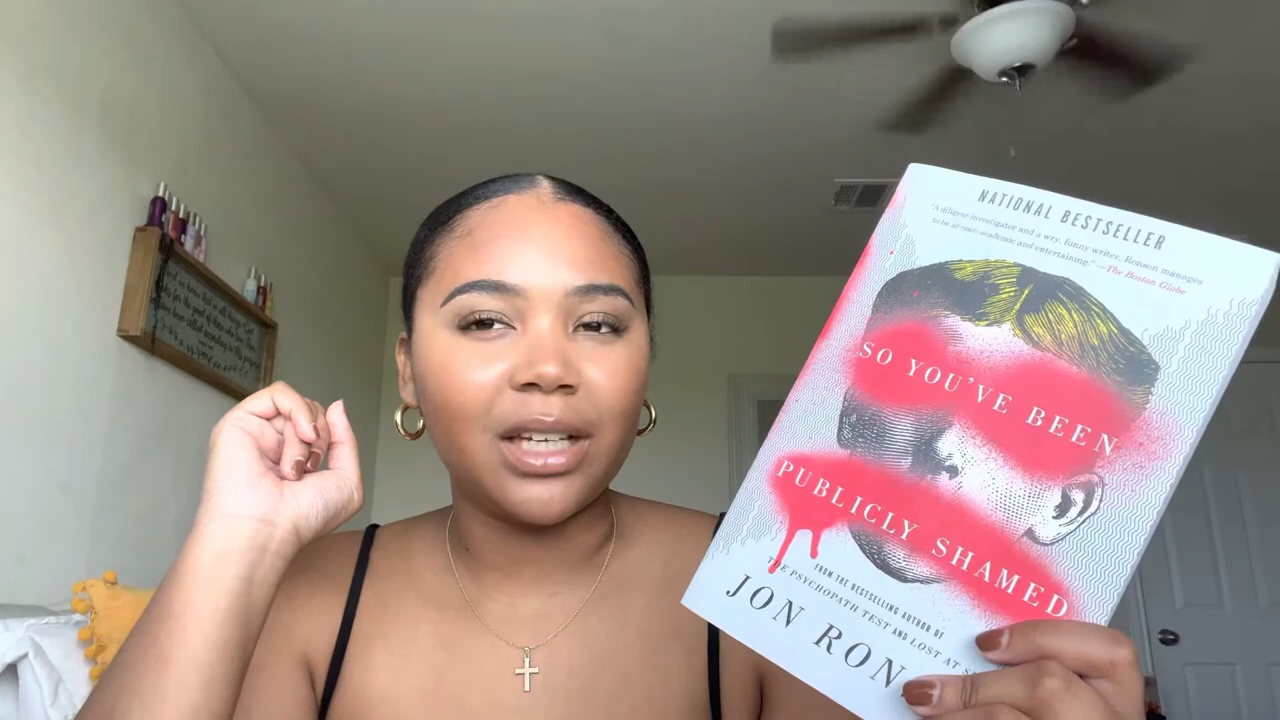 NATIONAL BESTSELLER
"A diligent investigator and a wry, funny writer, Ronson manages
to be at once academic and entertaining." —The Boston Globe
SO YOU'VE BEEN
PUBLICLY SHAMED
FROM THE BESTSELLING AUTHOR OF
THE PSYCHOPATH TEST AND LOST AT S
JON RON